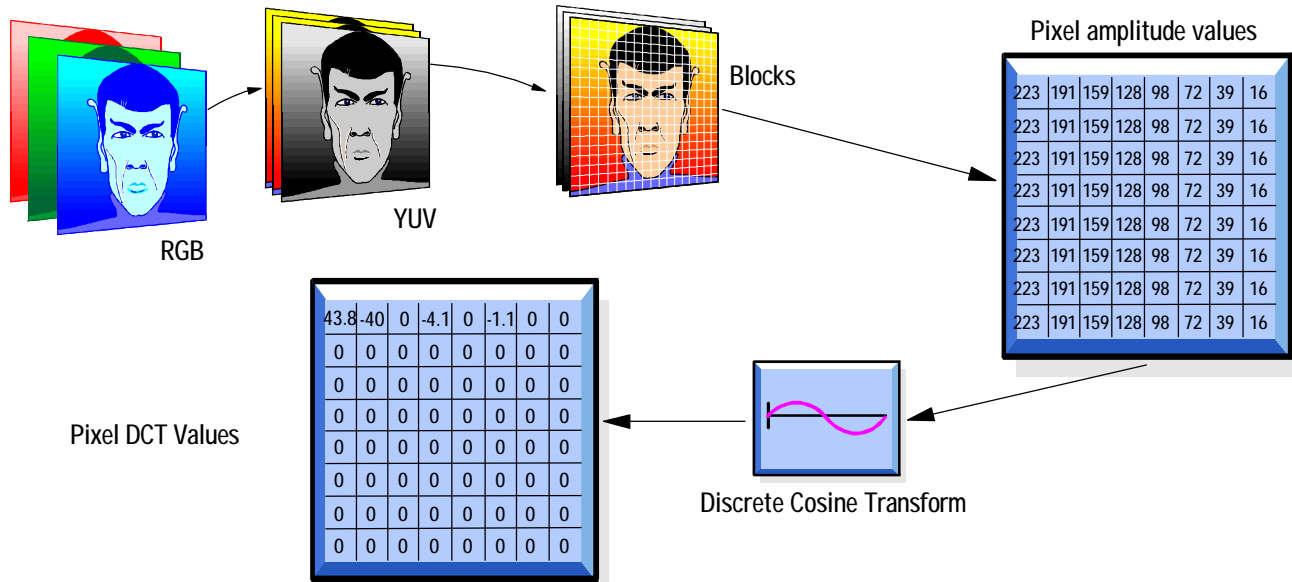 RGB
YUV
Blocks
Pixel amplitude values
223 191 159 128 98 72 39 16
223 191 159 128 98 72 39 16
223 191 159 128 98 72 39 16
223 191 159 128 98 72 39 16
223 191 159 128 98 72 39 16
223 191 159 128 98 72 39 16
223 191 159 128 98 72 39 16
223 191 159 128 98 72 39 16
Discrete Cosine Transform
Pixel DCT Values
43.8 -40 0 -4.1 0 -1.1 0 0
0 0 0 0 0 0 0 0
0 0 0 0 0 0 0 0
0 0 0 0 0 0 0 0
0 0 0 0 0 0 0 0
0 0 0 0 0 0 0 0
0 0 0 0 0 0 0 0
0 0 0 0 0 0 0 0